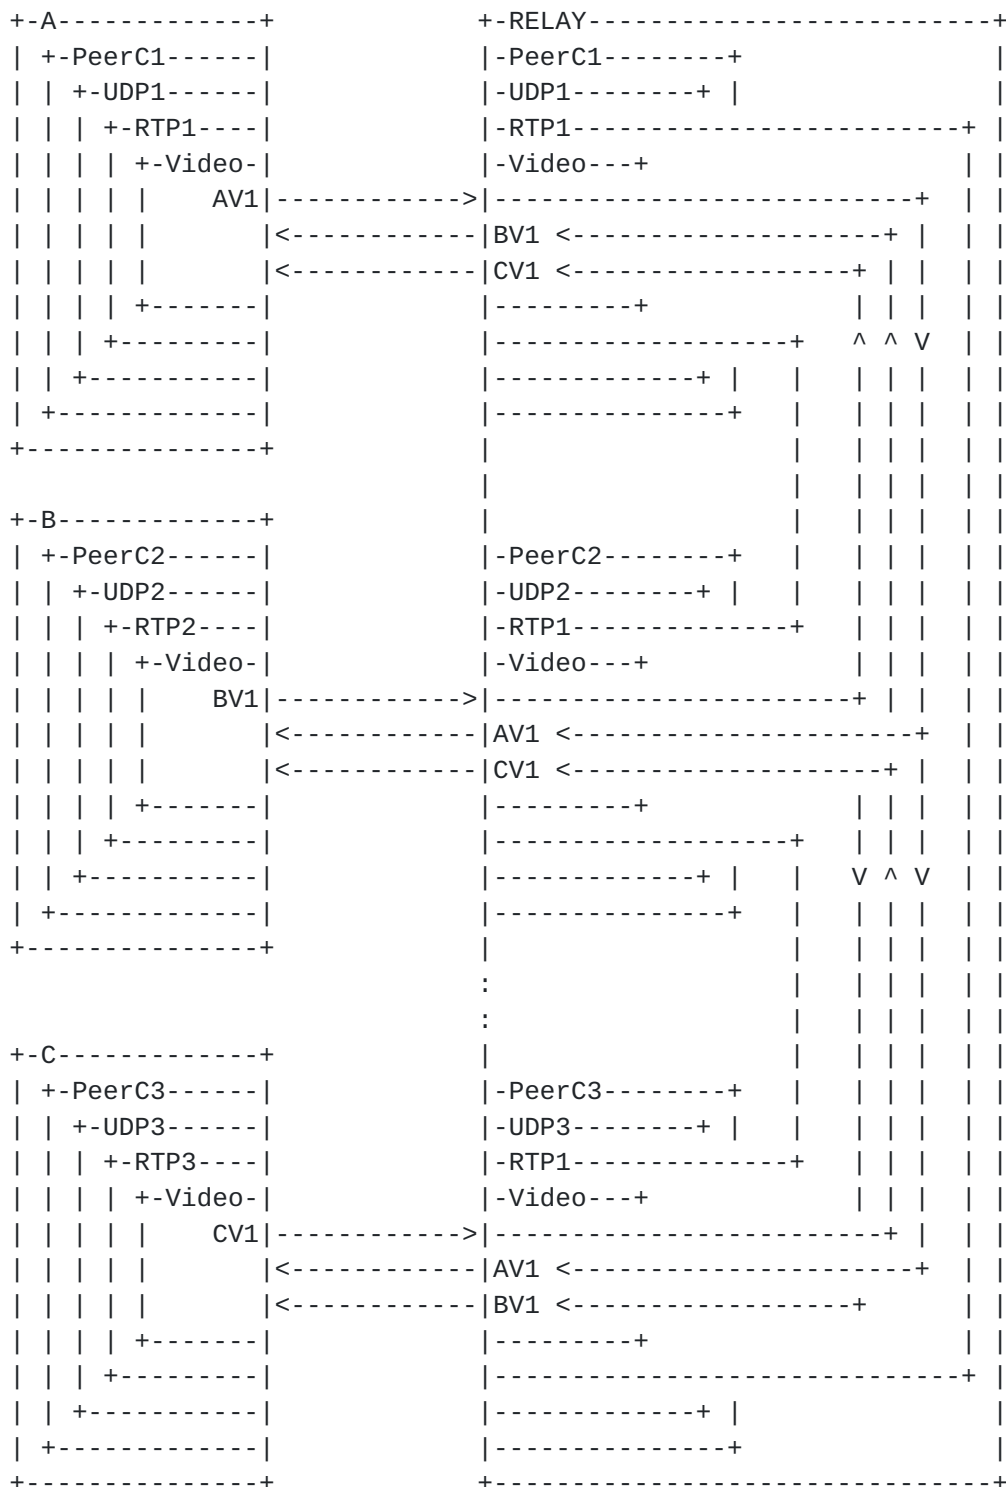 +-A---------------+               +-RELAY--------------------------+
| +-PeerC1------|               |-PeerC1--------+                |
| | +-UDP1------|               |-UDP1--------+ |                |
| | | +-RTP1----|               |-RTP1-------------------------+ |
| | | | +-Video-|               |-Video---+                    | |
| | | | |    AV1|------------>|---------------------------+  | |
| | | | |       |<------------|BV1 <--------------------+ |  | |
| | | | |       |<------------|CV1 <------------------+ | |  | |
| | | | +-------|               |---------+             | | |  | |
| | | +---------|               |-------------------+   ^ ^ V  | |
| | +-----------|               |-------------+ |   |   | | |  | |
| +-------------|               |---------------+   |   | | |  | |
+---------------+               |                   |   | | |  | |
                                |                   |   | | |  | |
+-B-------------+               |                   |   | | |  | |
| +-PeerC2------|               |-PeerC2--------+   |   | | |  | |
| | +-UDP2------|               |-UDP2--------+ |   |   | | |  | |
| | | +-RTP2----|               |-RTP1--------------+   | | |  | |
| | | | +-Video-|               |-Video---+             | | |  | |
| | | | |    BV1|------------>|-----------------------+ | |  | |
| | | | |       |<------------|AV1 <----------------------+  | |
| | | | |       |<------------|CV1 <--------------------+ |  | |
| | | | +-------|               |---------+             | | |  | |
| | | +---------|               |-------------------+   | | |  | |
| | +-----------|               |-------------+ |   |   V ^ V  | |
| +-------------|               |---------------+   |   | | |  | |
+---------------+               |                   |   | | |  | |
                                :                   |   | | |  | |
                                :                   |   | | |  | |
+-C-------------+               |                   |   | | |  | |
| +-PeerC3------|               |-PeerC3--------+   |   | | |  | |
| | +-UDP3------|               |-UDP3--------+ |   |   | | |  | |
| | | +-RTP3----|               |-RTP1--------------+   | | |  | |
| | | | +-Video-|               |-Video---+             | | |  | |
| | | | |    CV1|------------>|-------------------------+ |  | |
| | | | |       |<------------|AV1 <----------------------+  | |
| | | | |       |<------------|BV1 <------------------+      | |
| | | | +-------|               |---------+                    | |
| | | +---------|               |------------------------------+ |
| | +-----------|               |-------------+ |                |
| +-------------|               |---------------+                |
+---------------+               +--------------------------------+